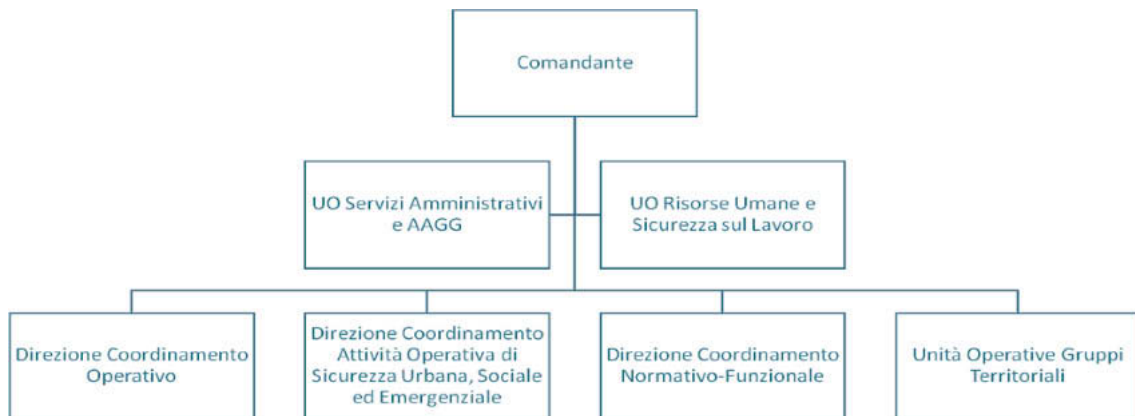 Comandante
UO Servizi Amministrativi
e AAGG
UO Risorse Umane e
Sicurezza sul Lavoro
Direzione Coordinamento
Operativo
Direzione Coordinamento
Attività Operativa di
Sicurezza Urbana, Sociale
ed Emergenziale
Direzione Coordinamento
Normativo-Funzionale
Unità Operative Gruppi
Territoriali